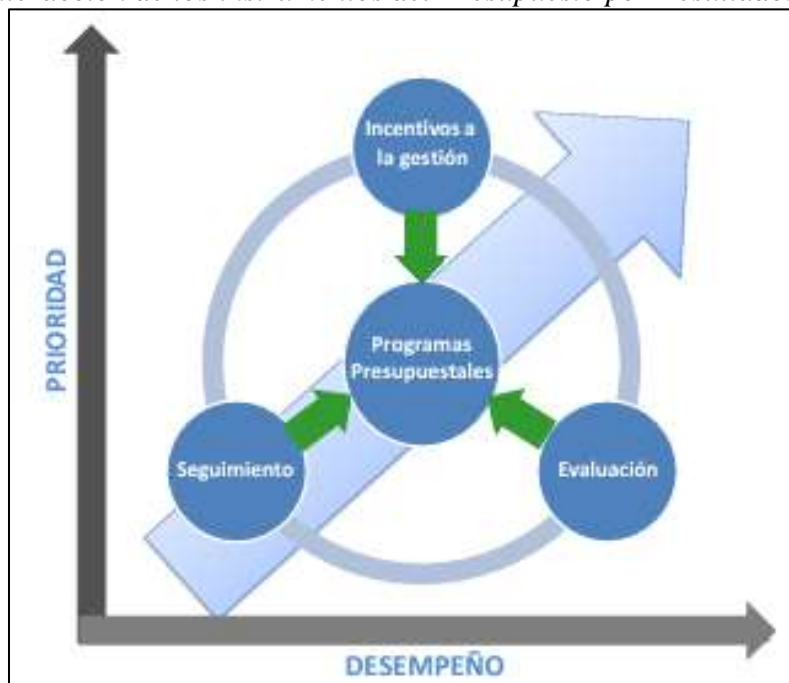 Incentivos a
la gestión
PRIORIDAD
Programas
Presupuestales
Seguimiento
Evaluación
DESEMPEÑO